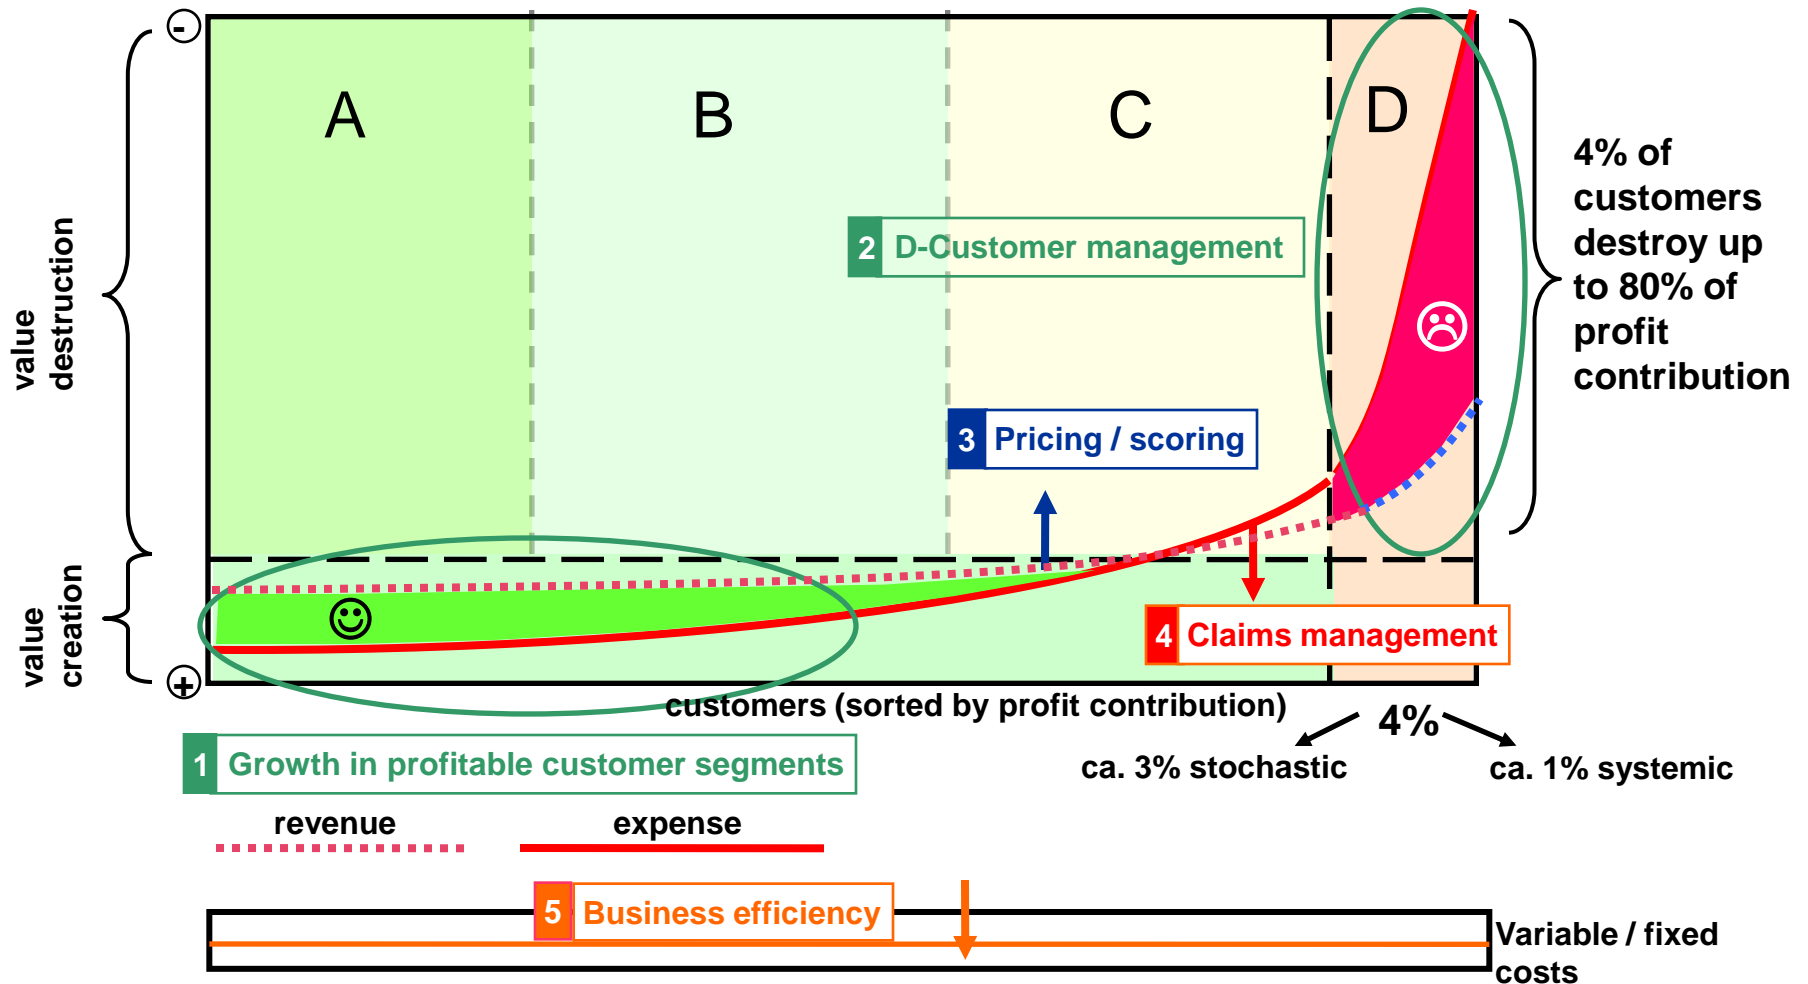 -
A
B
C
D
value
destruction
2 D-Customer management
4% of
customers
destroy up
to 80% of
profit
contribution
3 Pricing / scoring
value
creation
4 Claims management
+
customers (sorted by profit contribution)
4%
ca. 3% stochastic
ca. 1% systemic
1 Growth in profitable customer segments
revenue
expense
5 Business efficiency
Variable / fixed
costs